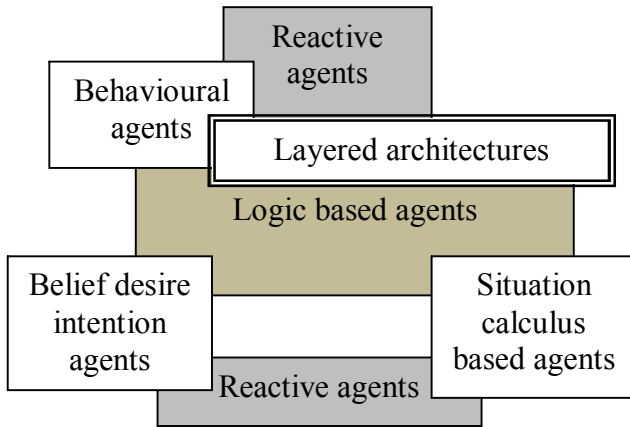 Reactive
agents
Behavioural
agents
Layered architectures
Logic based agents
Belief desire
intention
agents
Situation
calculus
based agents
Reactive agents